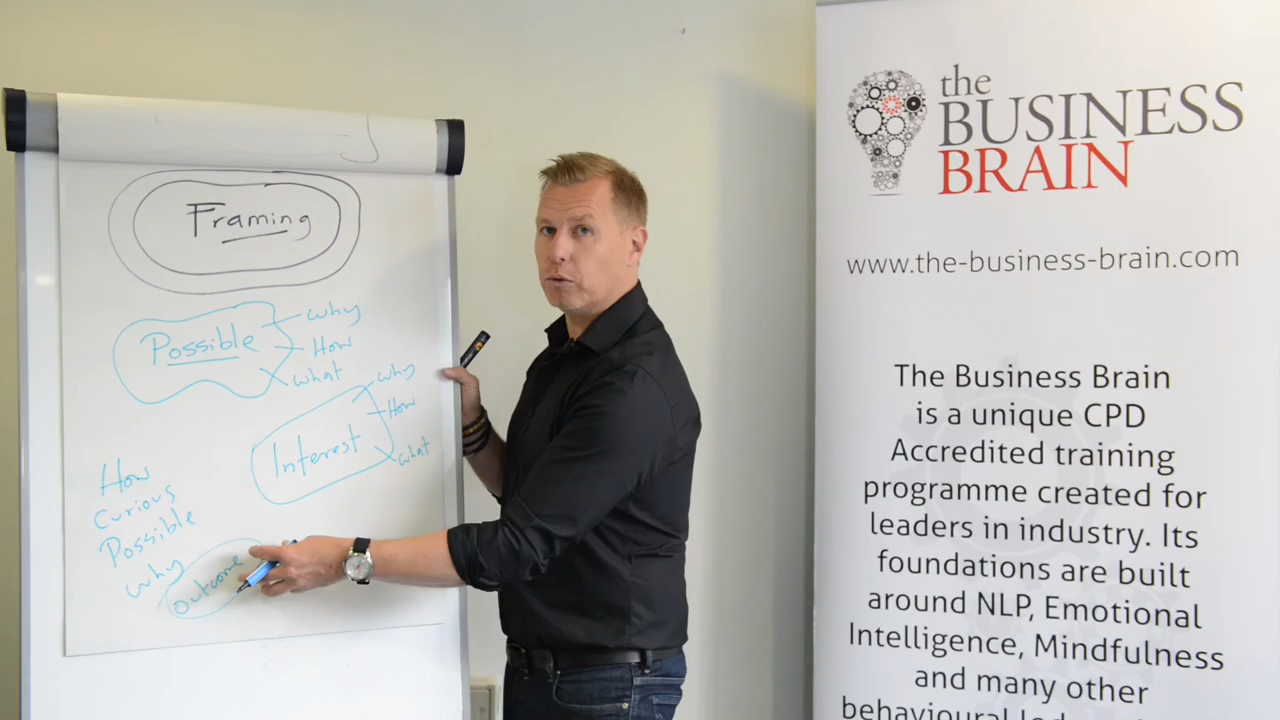 Framing
Possible
why
How
what
Interest
why
How
what
How
Curious
Possible
why
outcome
the
BUSINESS
BRAIN
www.the-business-brain.com
The Business Brain
is a unique CPD
Accredited training
programme created for
leaders in industry. Its
foundations are built
around NLP, Emotional
Intelligence, Mindfulness
and many other
behavioural led